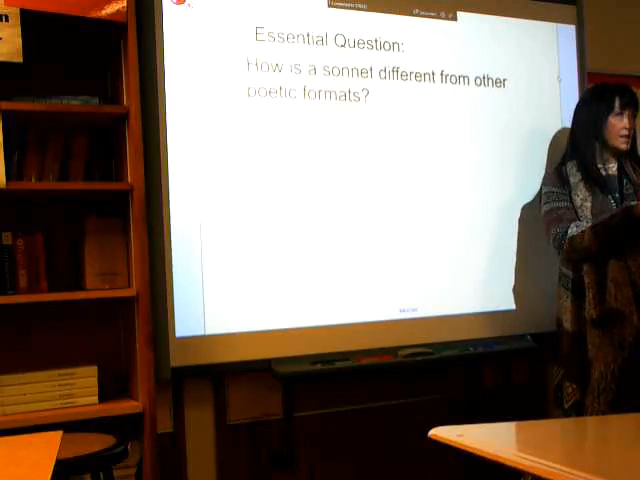 Essential Question:
How is a sonnet different from other
poetic formats?